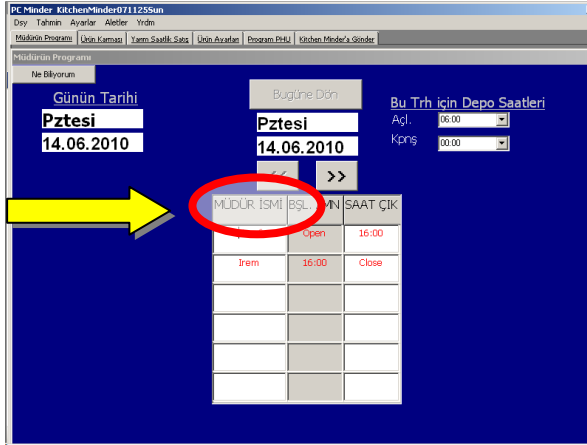 PC Minder KitchenMinder0711255un
Dsy Tahmin Ayarlar Aletler Yrdm
Müdürün Programı Ürün Karması Yarım Saatlik Satış Ürün Ayarları Program PHU Kitchen Minder'a Gönder
Müdürün Programı
Ne Biliyorum
Günün Tarihi
Pztesi
14.06.2010
Bugüne Dön
Pztesi
14.06.2010
<< >>
Bu Trh için Depo Saatleri
Açl. 06:00
Kpnş 00:00
MÜDÜR İSMİ BŞL. MN SAAT ÇIK
Open 16:00
Irem 16:00 Close